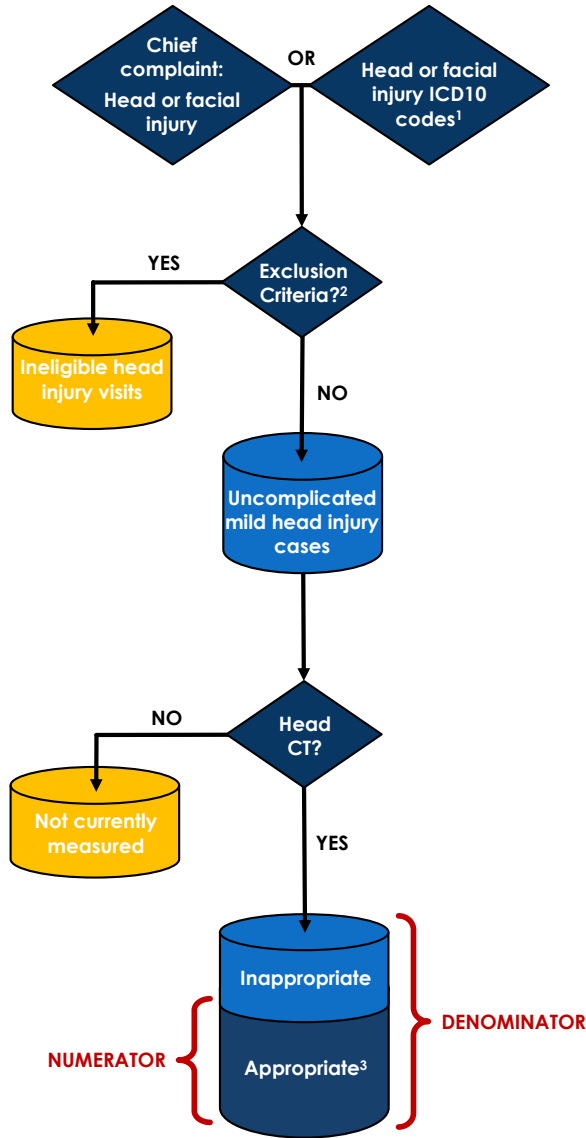 Chief
complaint:
Head or facial
injury
OR
Head or facial
injury ICD10
codes¹
YES
Exclusion
Criteria?²
Ineligible head
injury visits
NO
Uncomplicated
mild head injury
cases
NO
Head
CT?
Not currently
measured
YES
Inappropriate
DENOMINATOR
NUMERATOR
Appropriate³